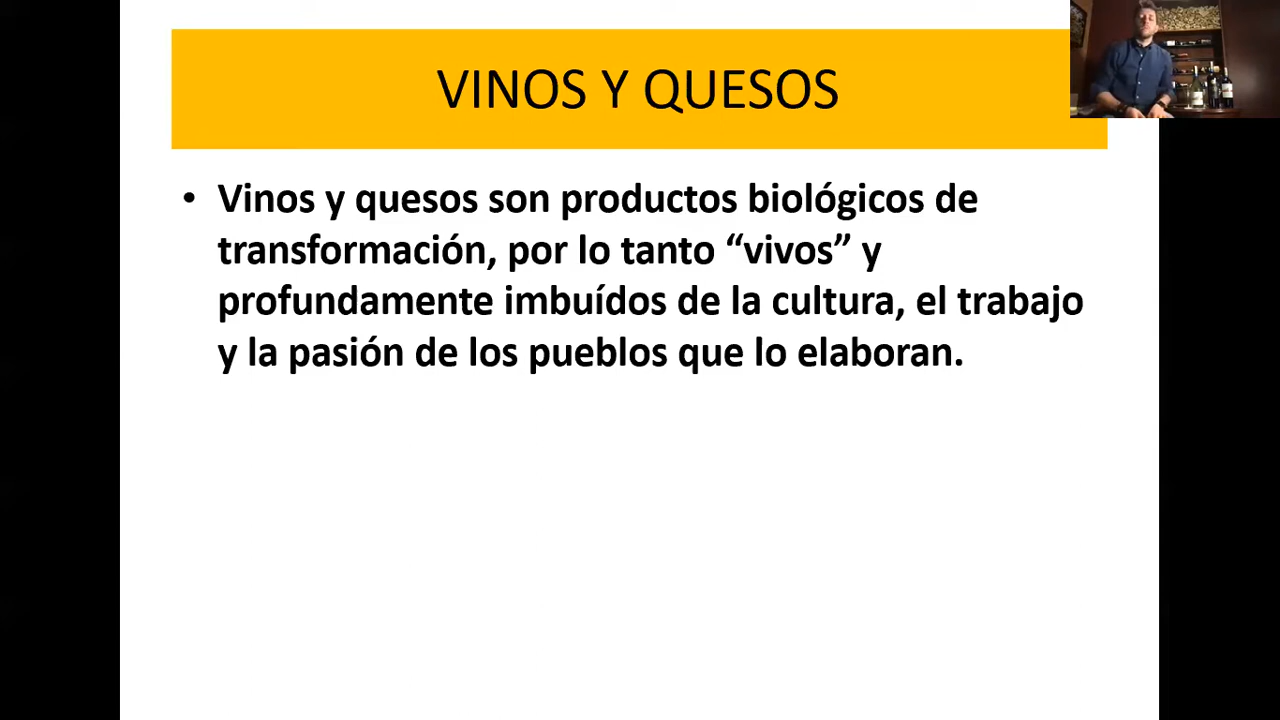 VINOS Y QUESOS
• Vinos y quesos son productos biológicos de
transformación, por lo tanto “vivos” y
profundamente imbuídos de la cultura, el trabajo
y la pasión de los pueblos que lo elaboran.